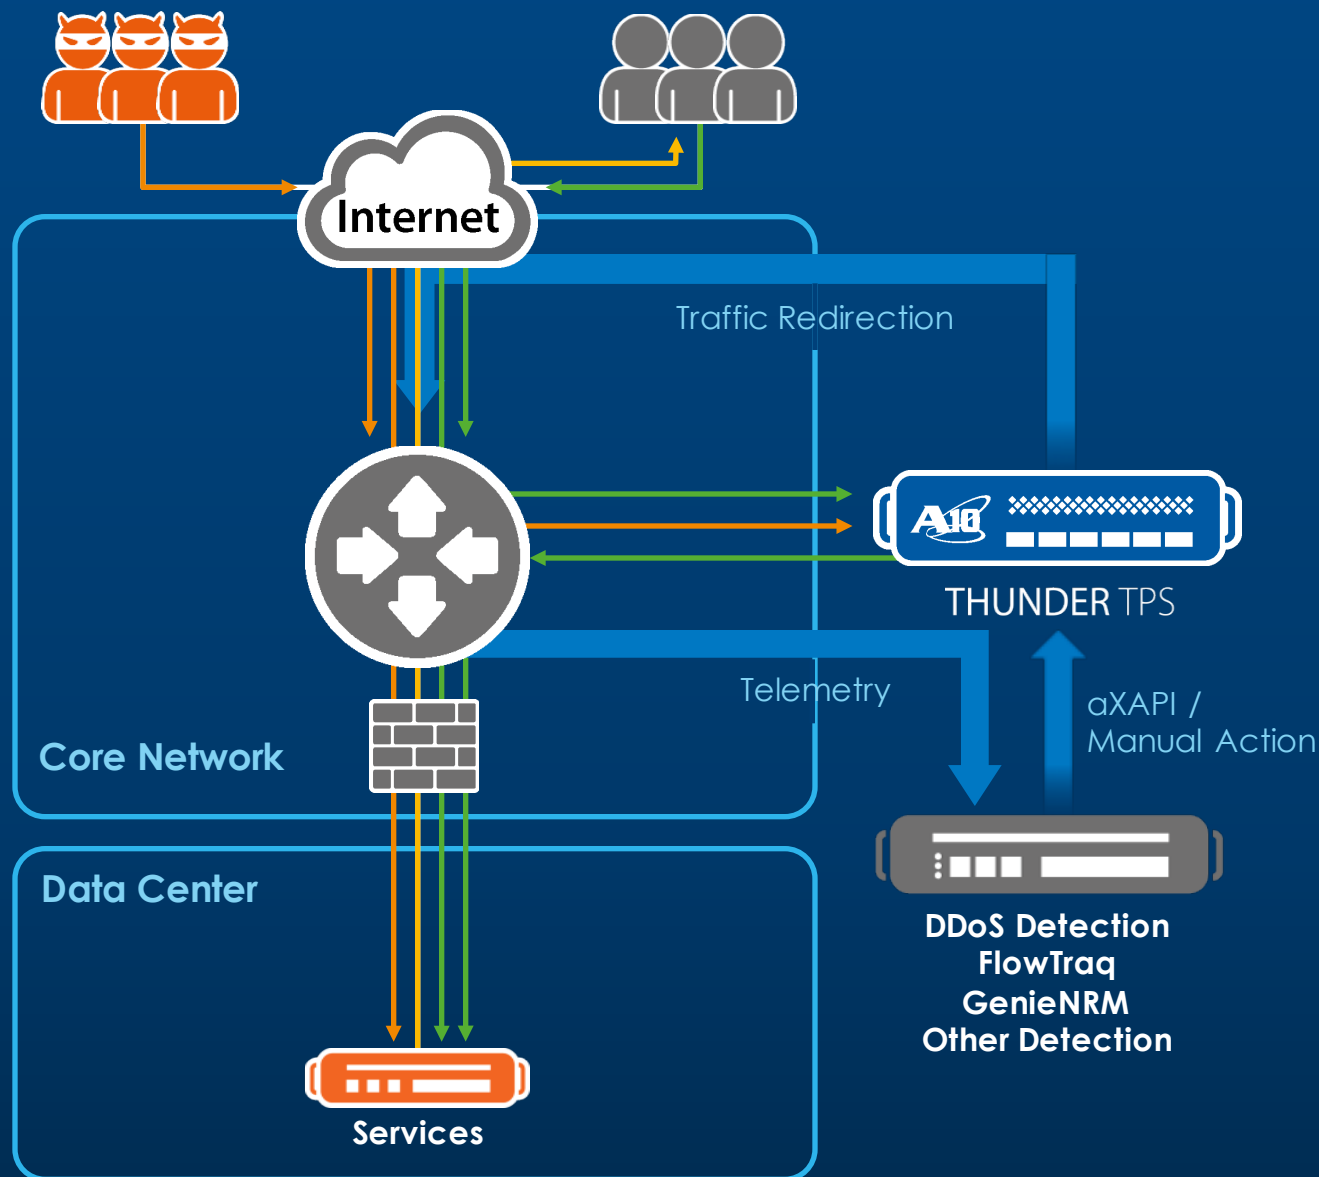 Internet
Traffic Redirection
A10
THUNDER TPS
Telemetry
aXAPI /
Manual Action
Core Network
Data Center
DDoS Detection
FlowTraq
GenieNRM
Other Detection
Services